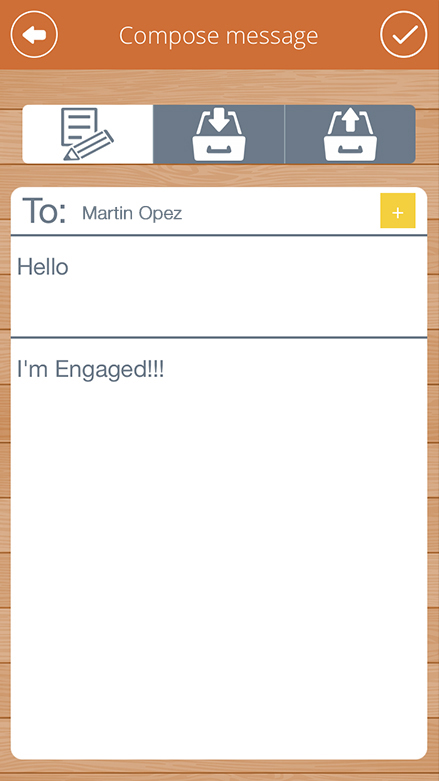 Compose message
To: Martin Opez
+
Hello
I'm Engaged!!!